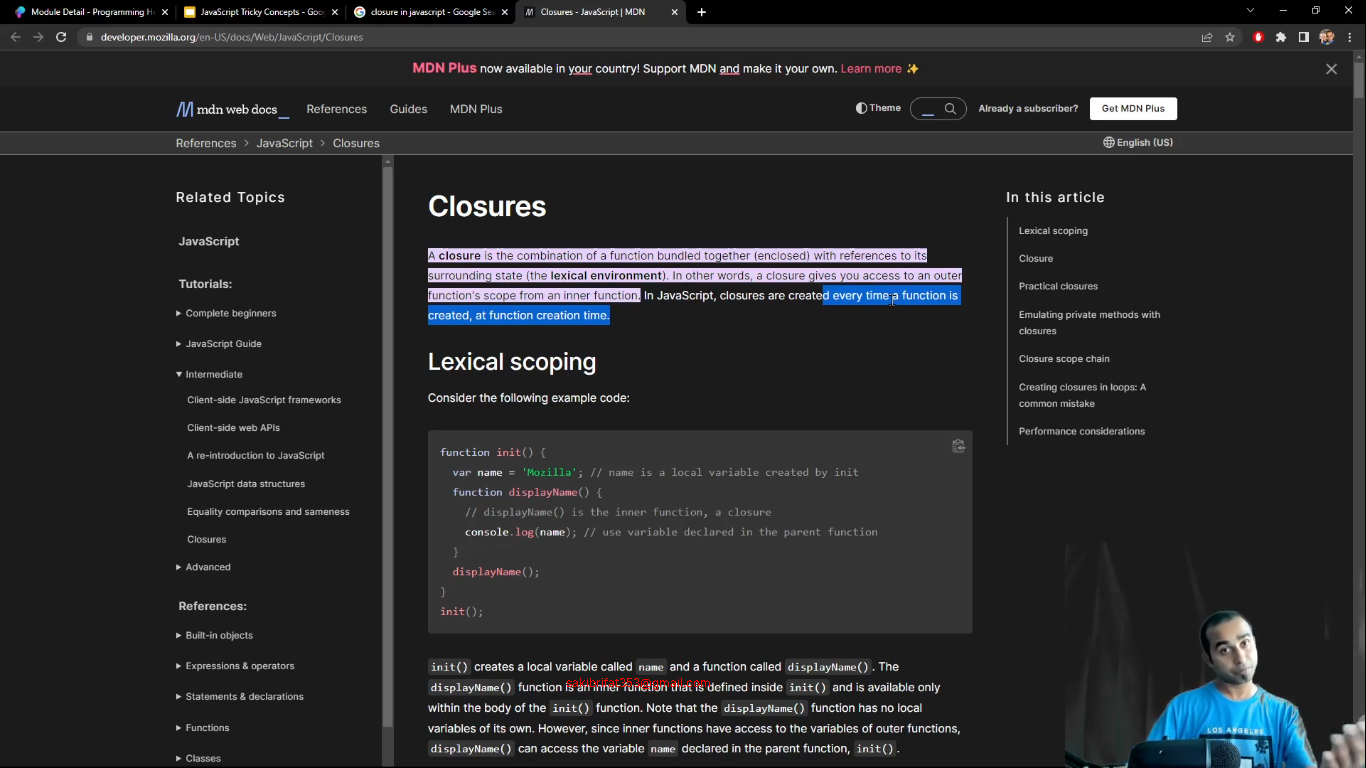 Module Detail - Programming H
JavaScript Tricky Concepts - Goo
closure in javascript - Google Sea
Closures - JavaScript | MDN
developer.mozilla.org/en-US/docs/Web/JavaScript/Closures
MDN Plus now available in your country! Support MDN and make it your own. Learn more ✨
mdn web docs
References
Guides
MDN Plus
Theme
Already a subscriber?
Get MDN Plus
References > JavaScript > Closures
English (US)
Related Topics
JavaScript
Tutorials:
Complete beginners
JavaScript Guide
Intermediate
Client-side JavaScript frameworks
Client-side web APIs
A re-introduction to JavaScript
JavaScript data structures
Equality comparisons and sameness
Closures
Advanced
References:
Built-in objects
Expressions & operators
Statements & declarations
Functions
Classes
Closures
A closure is the combination of a function bundled together (enclosed) with references to its
surrounding state (the lexical environment). In other words, a closure gives you access to an outer
function's scope from an inner function. In JavaScript, closures are created every time a function is
created, at function creation time.
Lexical scoping
Consider the following example code:
function init() {
var name = 'Mozilla'; // name is a local variable created by init
function displayName() {
// displayName() is the inner function, a closure
console.log(name); // use variable declared in the parent function
}
displayName();
}
init();
init() creates a local variable called name and a function called displayName(). The
displayName() function is an inner function that is defined inside init() and is available only
sakibrifat353@gmail.com
within the body of the init() function. Note that the displayName() function has no local
variables of its own. However, since inner functions have access to the variables of outer functions,
displayName() can access the variable name declared in the parent function, init().
In this article
Lexical scoping
Closure
Practical closures
Emulating private methods with
closures
Closure scope chain
Creating closures in loops: A
common mistake
Performance considerations
LOS ANGELES